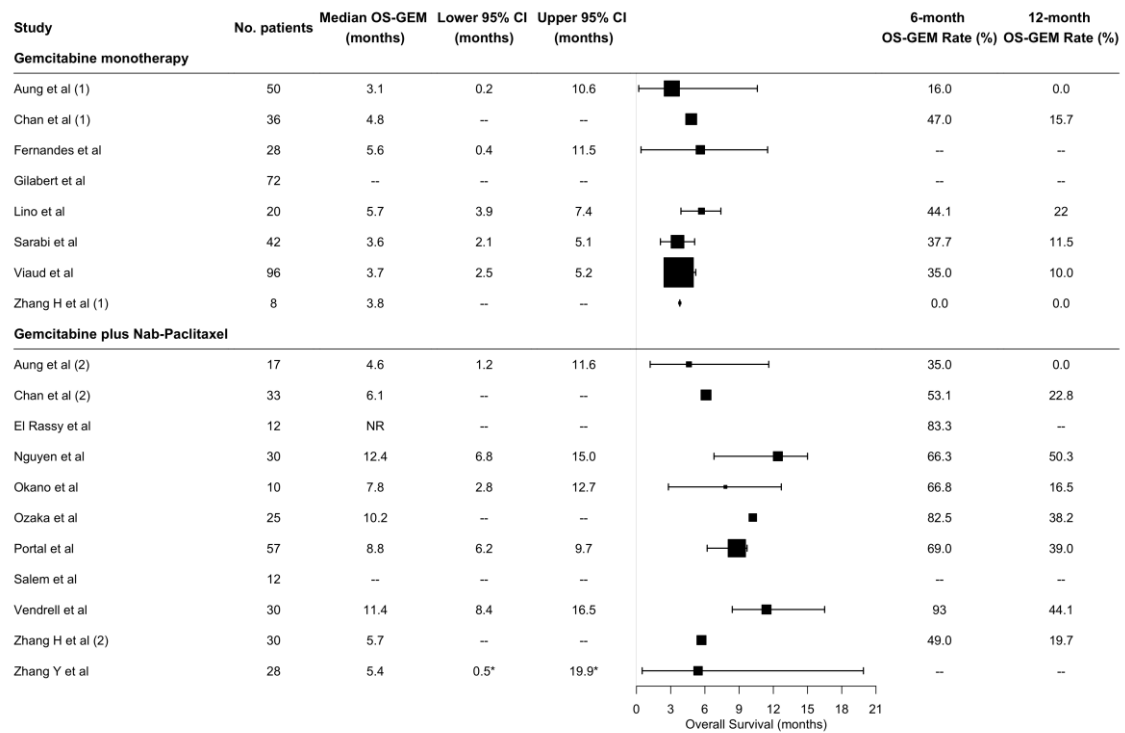 Study No. patients Median OS-GEM (months) Lower 95% CI (months) Upper 95% CI (months) 6-month OS-GEM Rate (%) 12-month OS-GEM Rate (%)
Gemcitabine monotherapy
Aung et al (1) 50 3.1 0.2 10.6 16.0 0.0
Chan et al (1) 36 4.8 -- -- 47.0 15.7
Fernandes et al 28 5.6 0.4 11.5 -- --
Gilabert et al 72 -- -- -- -- --
Lino et al 20 5.7 3.9 7.4 44.1 22
Sarabi et al 42 3.6 2.1 5.1 37.7 11.5
Viaud et al 96 3.7 2.5 5.2 35.0 10.0
Zhang H et al (1) 8 3.8 -- -- 0.0 0.0
Gemcitabine plus Nab-Paclitaxel
Aung et al (2) 17 4.6 1.2 11.6 35.0 0.0
Chan et al (2) 33 6.1 -- -- 53.1 22.8
El Rassy et al 12 NR -- -- 83.3 --
Nguyen et al 30 12.4 6.8 15.0 66.3 50.3
Okano et al 10 7.8 2.8 12.7 66.8 16.5
Ozaka et al 25 10.2 -- -- 82.5 38.2
Portal et al 57 8.8 6.2 9.7 69.0 39.0
Salem et al 12 -- -- -- -- --
Vendrell et al 30 11.4 8.4 16.5 93 44.1
Zhang H et al (2) 30 5.7 -- -- 49.0 19.7
Zhang Y et al 28 5.4 0.5* 19.9* -- --
0 3 6 9 12 15 18 21
Overall Survival (months)